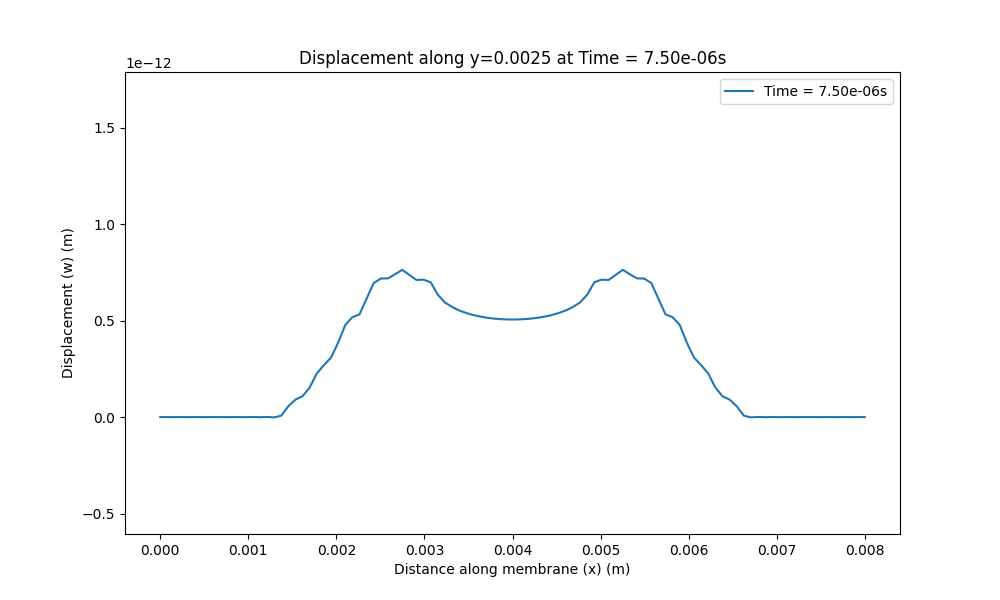 Displacement along y=0.0025 at Time = 7.50e-06s
1e−12
Time = 7.50e-06s
1.5
1.0
0.5
0.0
−0.5
Displacement (w) (m)
0.000 0.001 0.002 0.003 0.004 0.005 0.006 0.007 0.008
Distance along membrane (x) (m)